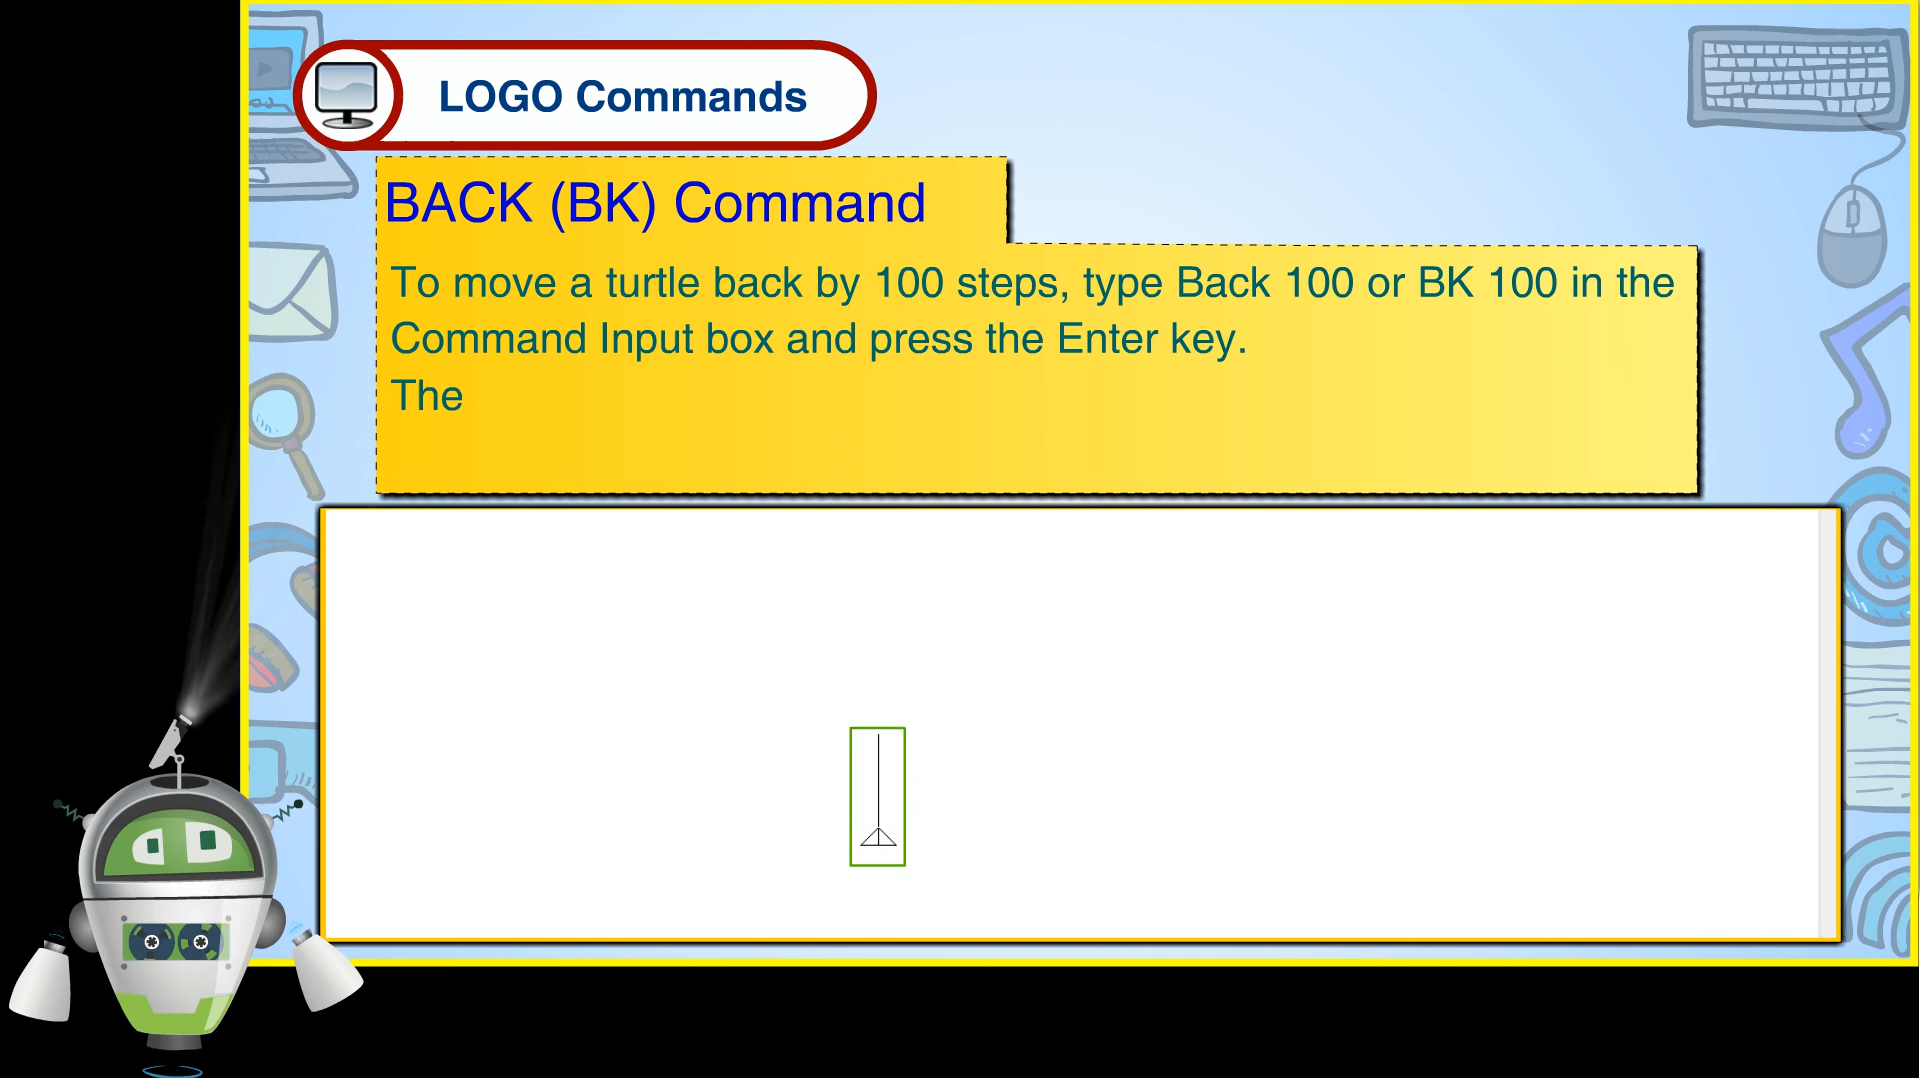 LOGO Commands
BACK (BK) Command
To move a turtle back by 100 steps, type Back 100 or BK 100 in the
Command Input box and press the Enter key.
The